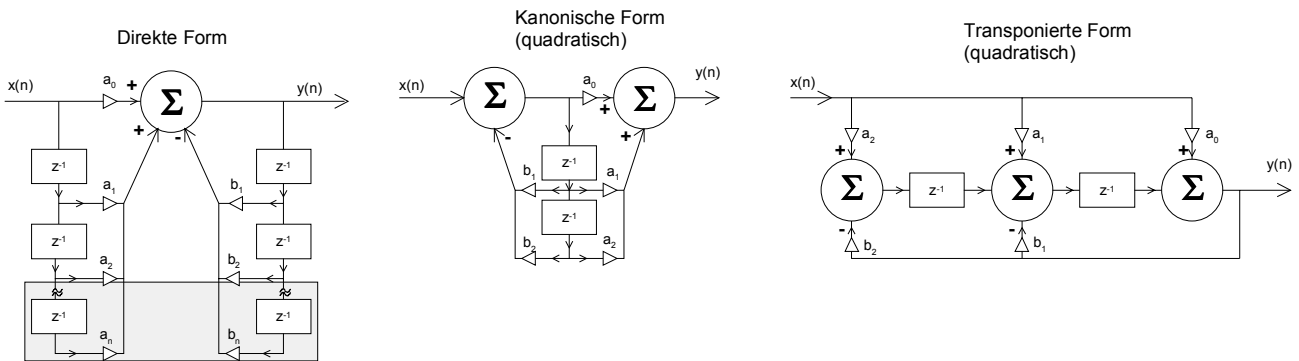 Direkte Form
x(n)
a0
+
Σ
y(n)
+
-
z-1
z-1
a1
b1
z-1
z-1
a2
b2
z-1
z-1
an
bn
Kanonische Form
(quadratisch)
x(n)
Σ
a0
+
Σ
y(n)
-
+
z-1
b1
a1
z-1
b2
a2
Transponierte Form
(quadratisch)
x(n)
a2
a1
a0
+
+
+
Σ
z-1
Σ
z-1
Σ
y(n)
-
-
b2
b1